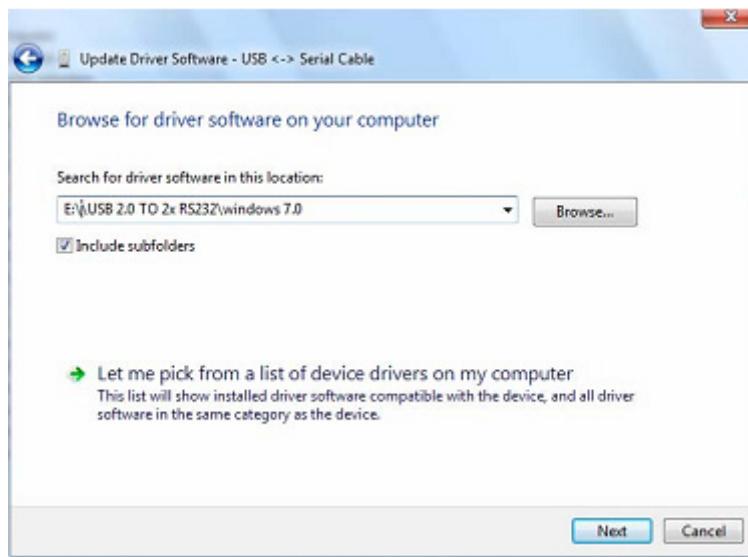 Update Driver Software - USB <-> Serial Cable
Browse for driver software on your computer
Search for driver software in this location:
USB 2.0 TO 2x RS232\windows 7.0
Browse...
Include subfolders
Let me pick from a list of device drivers on my computer
This list will show installed driver software compatible with the device, and all driver
software in the same category as the device.
Next
Cancel